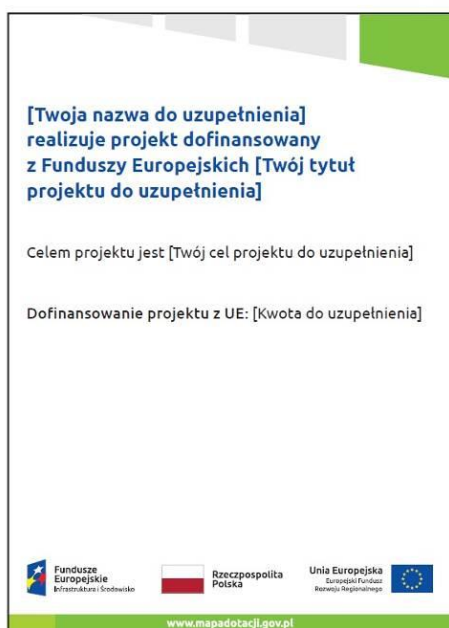 [Twoja nazwa do uzupełnienia]
realizuje projekt dofinansowany
z Funduszy Europejskich [Twój tytuł
projektu do uzupełnienia]
Celem projektu jest [Twój cel projektu do uzupełnienia]
Dofinansowanie projektu z UE: [Kwota do uzupełnienia]
Fundusze
Europejskie
Infrastruktura i Środowisko
Rzeczpospolita
Polska
Unia Europejska
Europejski Fundusz
Rozwoju Regionalnego
www.mapadotacji.gov.pl